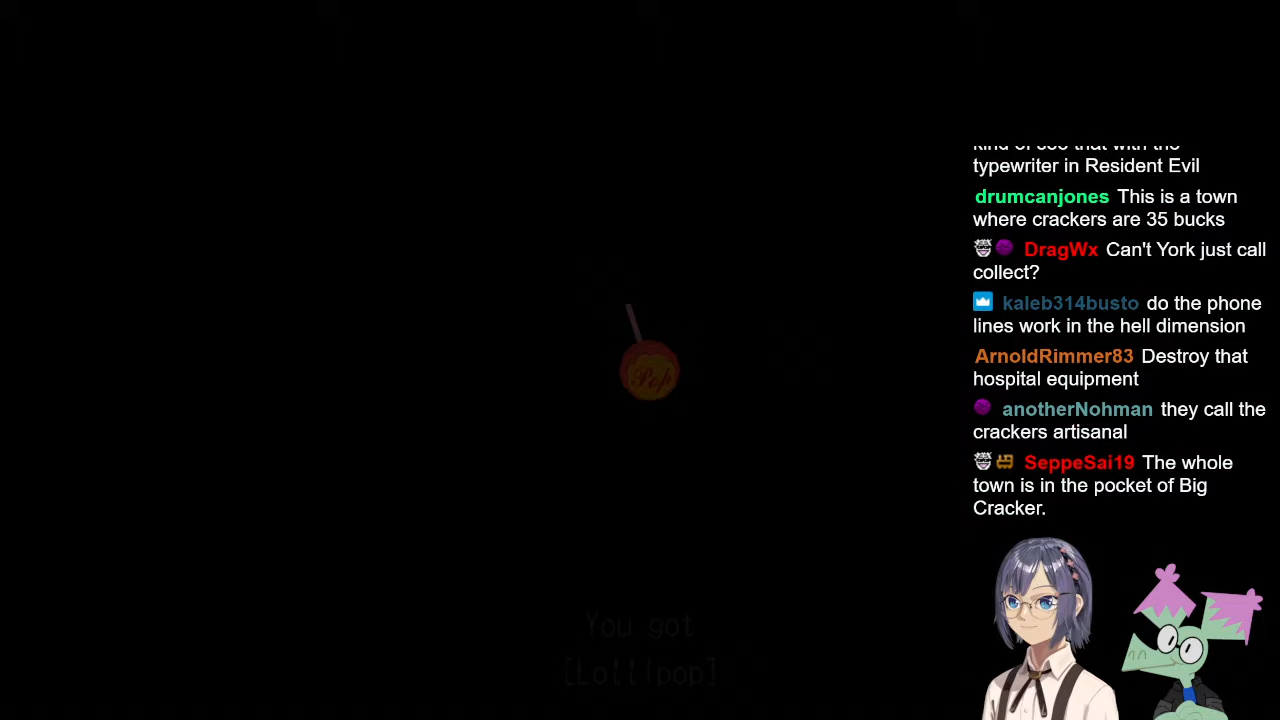 typewriter in Resident Evil
drumcanjones This is a town
where crackers are 35 bucks
DragWx Can't York just call
collect?
kaleb314busto do the phone
lines work in the hell dimension
ArnoldRimmer83 Destroy that
hospital equipment
anotherNohman they call the
crackers artisanal
SeppeSai19 The whole
town is in the pocket of Big
Cracker.
Pop
You got
[Lollipop]